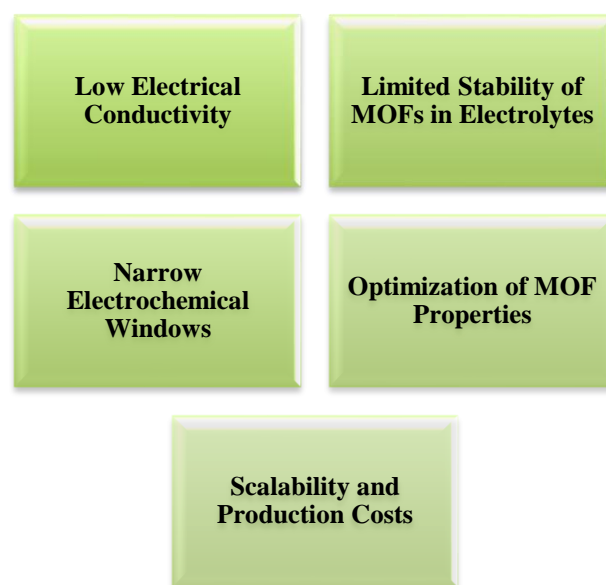 Low Electrical
Conductivity
Limited Stability of
MOFs in Electrolytes
Narrow
Electrochemical
Windows
Optimization of MOF
Properties
Scalability and
Production Costs